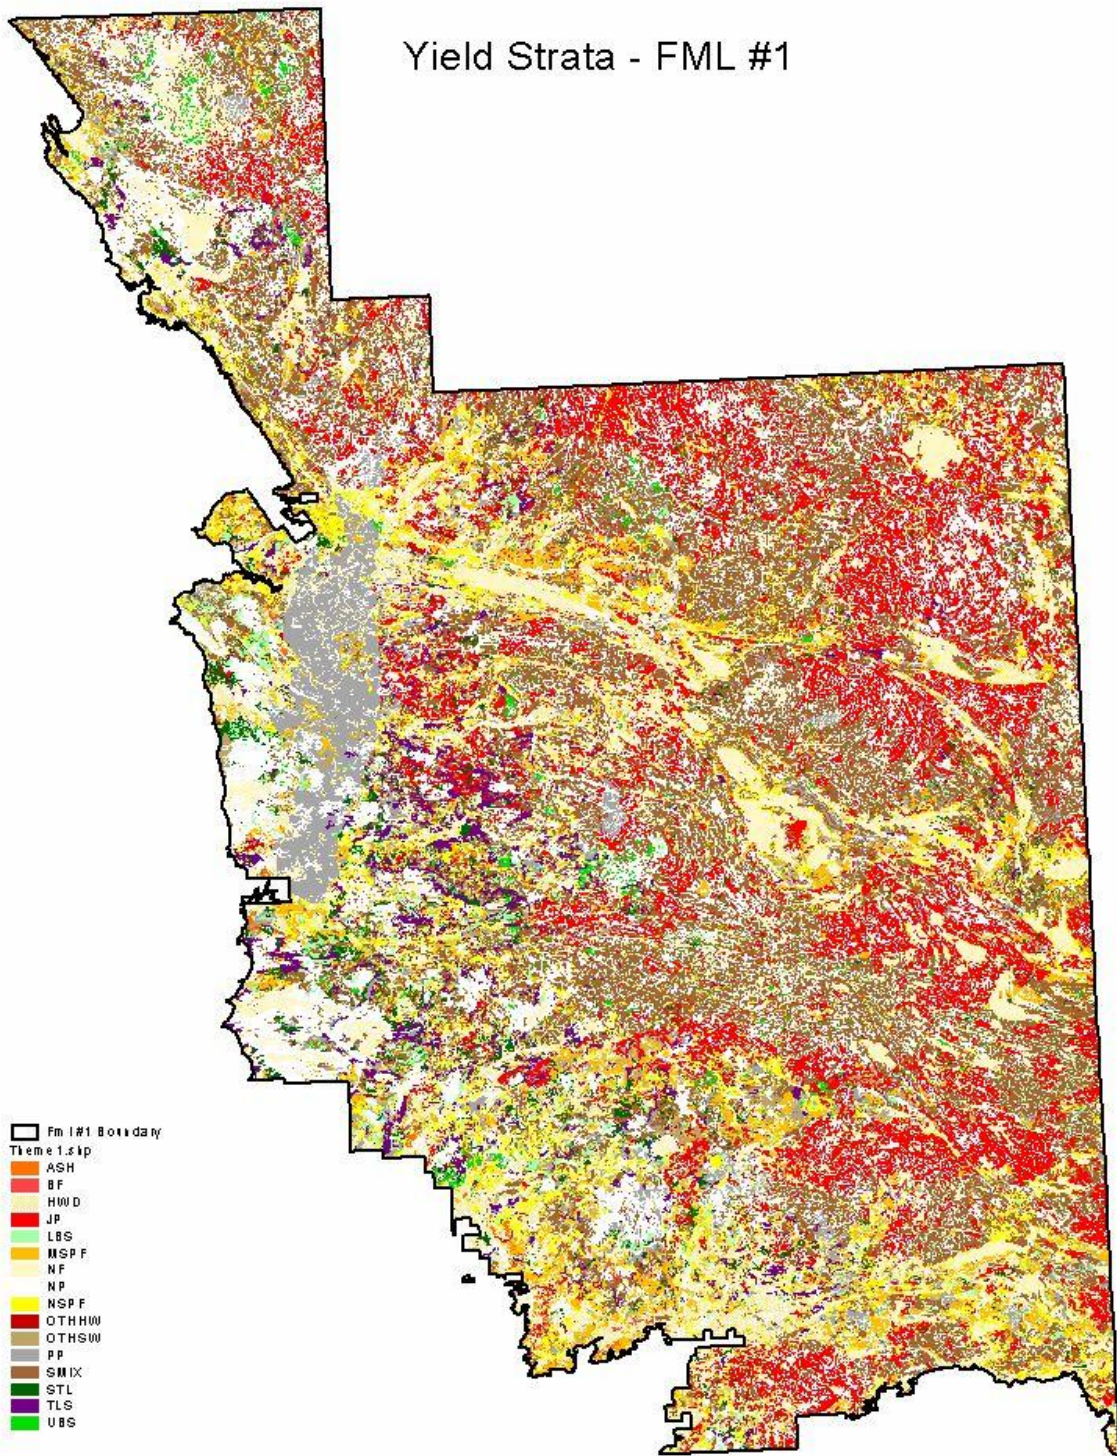 Yield Strata - FML #1
Fml#1 Boundary
Theme1.shp
ASH
BF
HWD
JP
LBS
MSPF
NF
NP
NSPF
OTHHW
OTHSW
PP
SMIX
STL
TLS
UBS